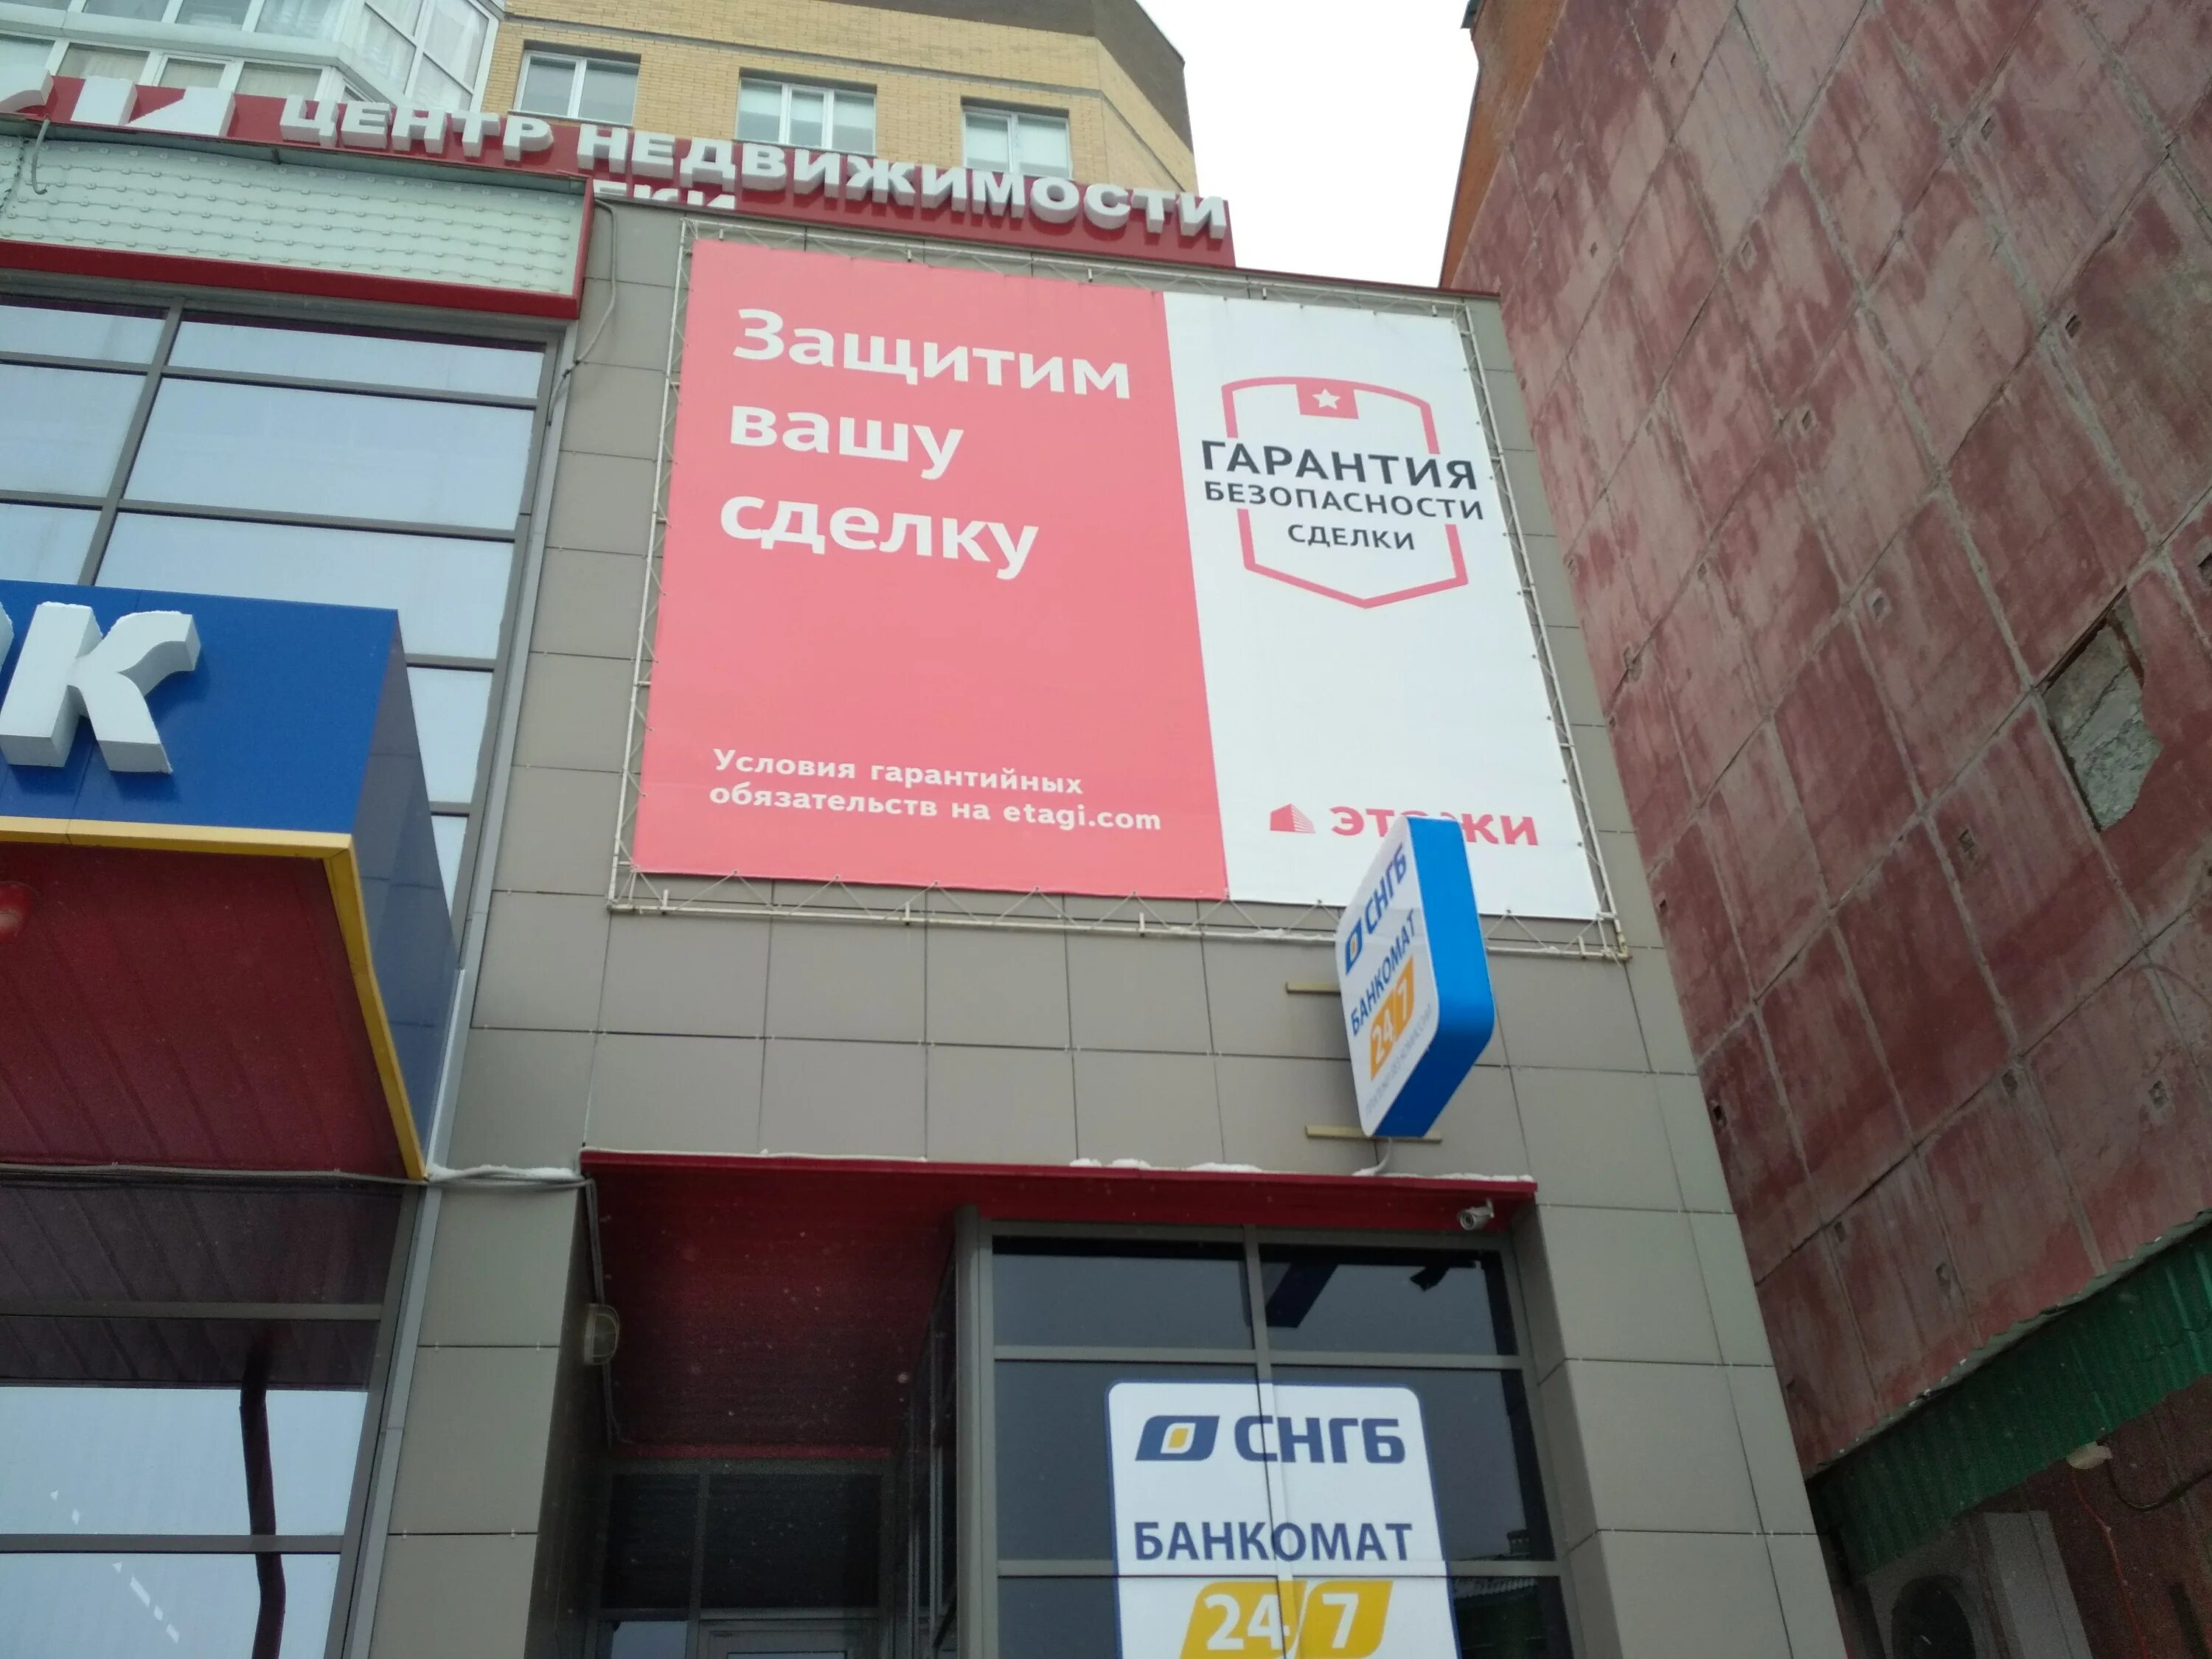 ЦЕНТР НЕДВИЖИМОСТИ
Защитим
вашу
сделку
Условия гарантийных
обязательств на etagi.com
ГАРАНТИЯ
БЕЗОПАСНОСТИ
СДЕЛКИ
ЭТАЖИ
СНГБ
БАНКОМАТ
24/7
СНГБ
БАНКОМАТ
24/7